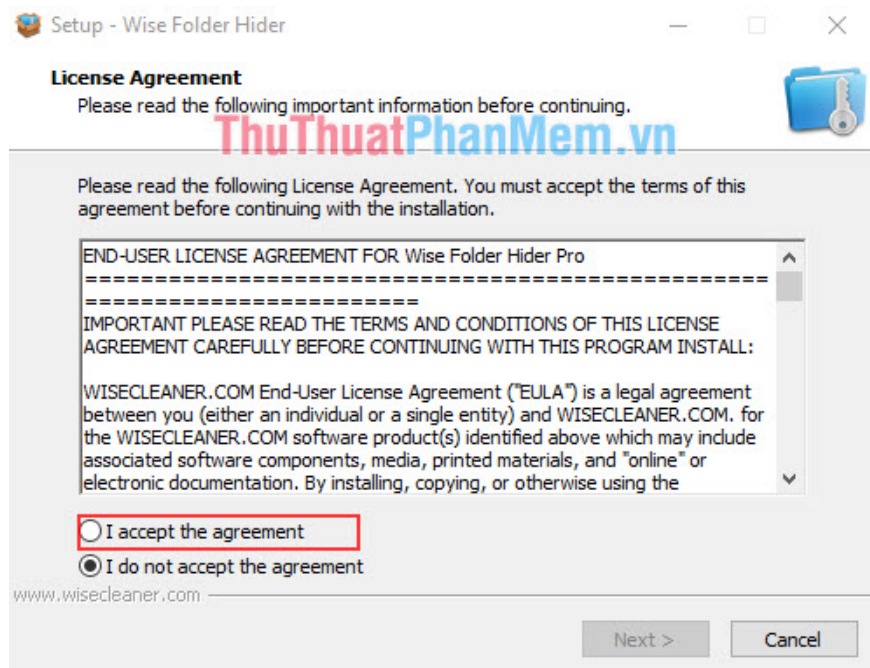 Setup - Wise Folder Hider
License Agreement
Please read the following important information before continuing.
ThuThuatPhanMem.vn
Please read the following License Agreement. You must accept the terms of this
agreement before continuing with the installation.
END-USER LICENSE AGREEMENT FOR Wise Folder Hider Pro
=================================================
========================
IMPORTANT PLEASE READ THE TERMS AND CONDITIONS OF THIS LICENSE
AGREEMENT CAREFULLY BEFORE CONTINUING WITH THIS PROGRAM INSTALL:
WISECLEANER.COM End-User License Agreement ("EULA") is a legal agreement
between you (either an individual or a single entity) and WISECLEANER.COM. for
the WISECLEANER.COM software product(s) identified above which may include
associated software components, media, printed materials, and "online" or
electronic documentation. By installing, copying, or otherwise using the
I accept the agreement
I do not accept the agreement
www.wisecleaner.com
Next >
Cancel